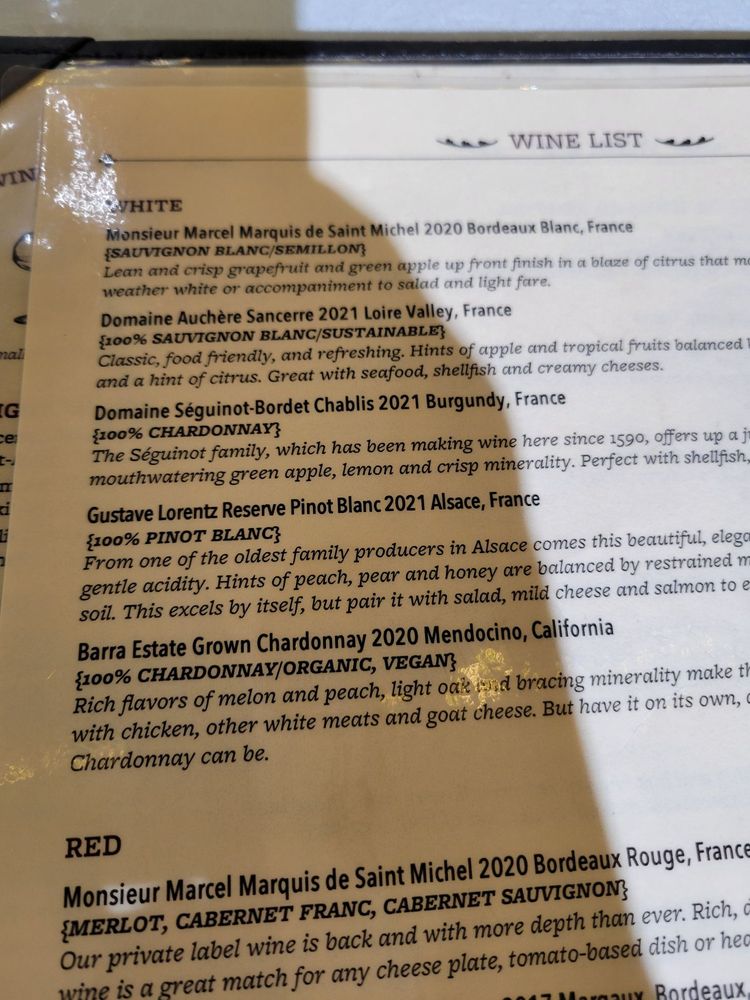 WINE LIST
WHITE
Monsieur Marcel Marquis de Saint Michel 2020 Bordeaux Blanc, France
{SAUVIGNON BLANC/SEMILLON}
Lean and crisp grapefruit and green apple up front finish in a blaze of citrus that
weather white or accompaniment to salad and light fare.
Domaine Auchère Sancerre 2021 Loire Valley, France
{100% SAUVIGNON BLANC/SUSTAINABLE}
Classic, food friendly, and refreshing. Hints of apple and tropical fruits balanced
and a hint of citrus. Great with seafood, shellfish and creamy cheeses.
Domaine Séguinot-Bordet Chablis 2021 Burgundy, France
{100% CHARDONNAY}
The Séguinot family, which has been making wine here since 1590, offers up a
mouthwatering green apple, lemon and crisp minerality. Perfect with shellfish,
Gustave Lorentz Reserve Pinot Blanc 2021 Alsace, France
{100% PINOT BLANC}
From one of the oldest family producers in Alsace comes this beautiful,
gentle acidity. Hints of peach, pear and honey are balanced by restrained
soil. This excels by itself, but pair it with salad, mild cheese and salmon to
Barra Estate Grown Chardonnay 2020 Mendocino, California
{100% CHARDONNAY/ORGANIC, VEGAN}
Rich flavors of melon and peach, light oak and bracing minerality make
with chicken, other white meats and goat cheese. But have it on its own,
Chardonnay can be.
RED
Monsieur Marcel Marquis de Saint Michel 2020 Bordeaux Rouge, France
{MERLOT, CABERNET FRANC, CABERNET SAUVIGNON}
Our private label wine is back and with more depth than ever. Rich,
wine is a great match for any cheese plate, tomato-based dish or
2017 Margaux, Bordeaux,